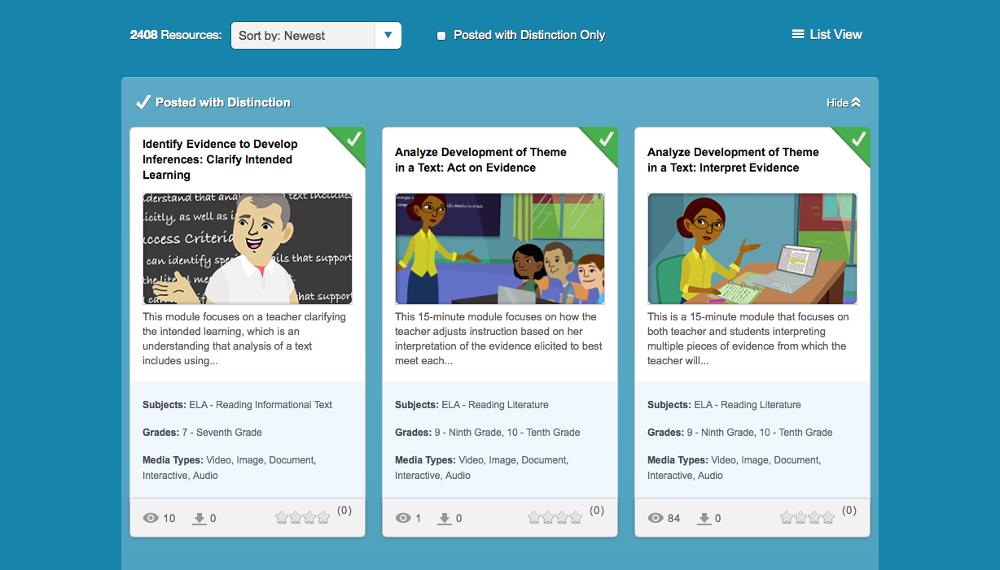 2408 Resources: Sort by: Newest Posted with Distinction Only List View
Posted with Distinction Hide
Identify Evidence to Develop
Inferences: Clarify Intended
Learning
derstand that ana text includes
icitly, as well as i
ccess Criteria
can identify spe ils that support
the literal me
hat support
This module focuses on a teacher clarifying
the intended learning, which is an
understanding that analysis of a text
includes using...
Subjects: ELA - Reading Informational Text
Grades: 7 - Seventh Grade
Media Types: Video, Image, Document,
Interactive, Audio
10 0 (0)
Analyze Development of Theme
in a Text: Act on Evidence
ific details in a text.
This 15-minute module focuses on how the
teacher adjusts instruction based on her
interpretation of the evidence elicited to best
meet each...
Subjects: ELA - Reading Literature
Grades: 9 - Ninth Grade, 10 - Tenth Grade
Media Types: Video, Image, Document,
Interactive, Audio
1 0 (0)
Analyze Development of Theme
in a Text: Interpret Evidence
This is a 15-minute module that focuses on
both teacher and students interpreting
multiple pieces of evidence from which the
teacher will...
Subjects: ELA - Reading Literature
Grades: 9 - Ninth Grade, 10 - Tenth Grade
Media Types: Video, Image, Document,
Interactive, Audio
84 0 (0)